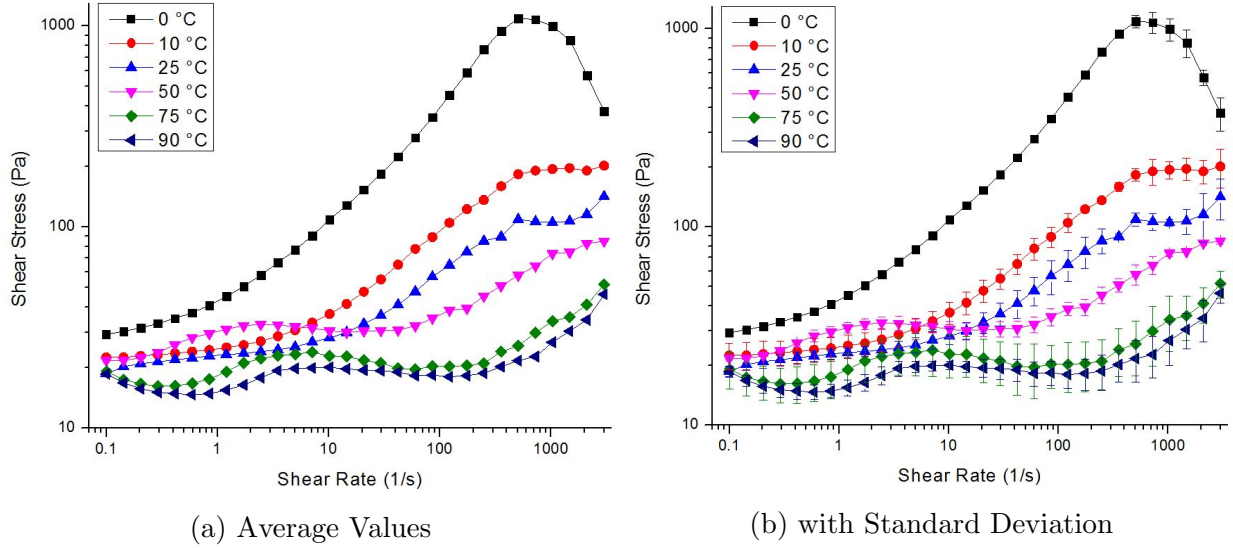 0 °C
10 °C
25 °C
50 °C
75 °C
90 °C
1000
100
10
Shear Stress (Pa)
0.1 1 10 100 1000
Shear Rate (1/s)
(a) Average Values
0 °C
10 °C
25 °C
50 °C
75 °C
90 °C
1000
100
10
Shear Stress (Pa)
0.1 1 10 100 1000
Shear Rate (1/s)
(b) with Standard Deviation